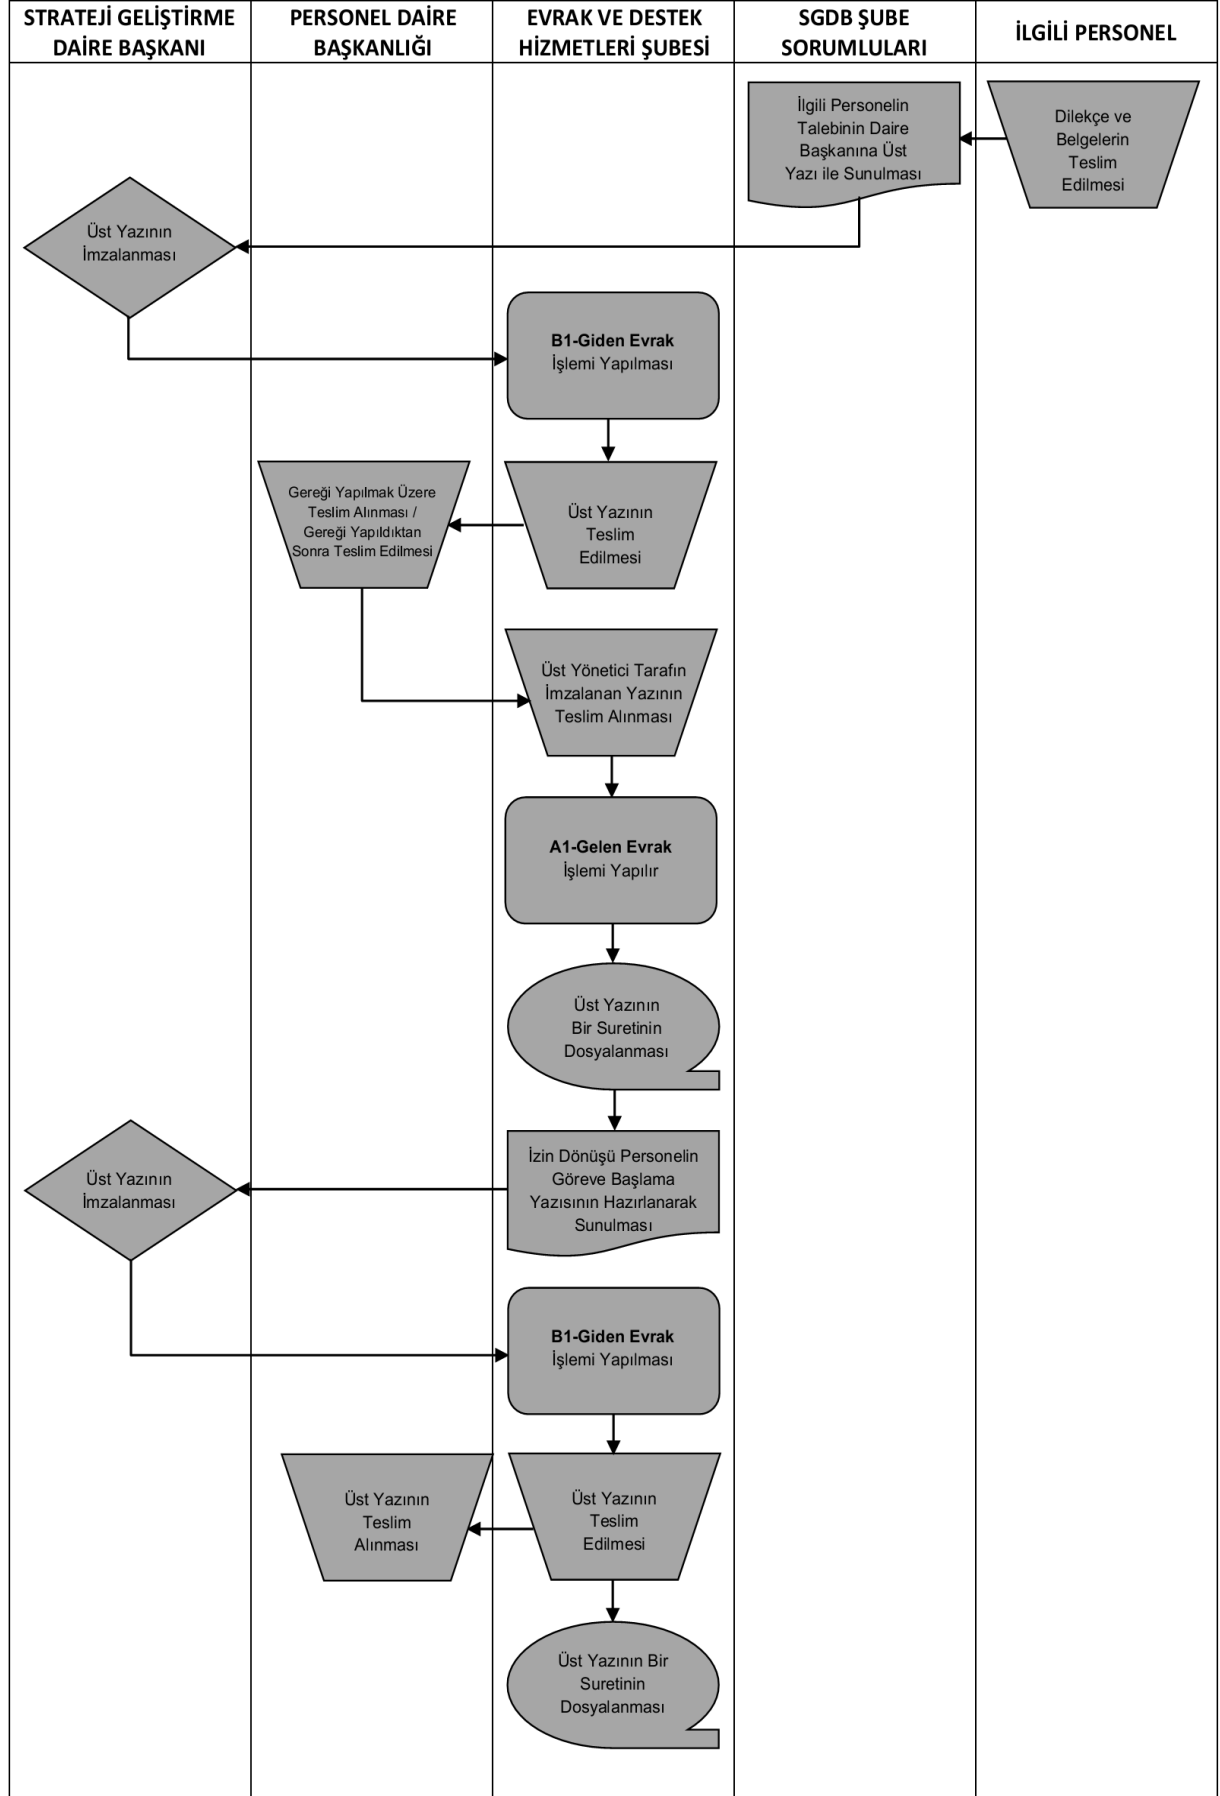 STRATEJİ GELİŞTİRME
DAİRE BAŞKANI
PERSONEL DAİRE
BAŞKANLIĞI
EVRAK VE DESTEK
HİZMETLERİ ŞUBESİ
SGDB ŞUBE
SORUMLULARI
İLGİLİ PERSONEL
Dilekçe ve
Belgelerin
Teslim
Edilmesi
İlgili Personelin
Talebinin Daire
Başkanına Üst
Yazı ile Sunulması
Üst Yazının
İmzalanması
B1-Giden Evrak
İşlemi Yapılması
Üst Yazının
Teslim
Edilmesi
Gereği Yapılmak Üzere
Teslim Alınması /
Gereği Yapıldıktan
Sonra Teslim Edilmesi
Üst Yönetici Tarafın
İmzalanan Yazının
Teslim Alınması
A1-Gelen Evrak
İşlemi Yapılır
Üst Yazının
Bir Suretinin
Dosyalanması
İzin Dönüşü Personelin
Göreve Başlama
Yazısının Hazırlanarak
Sunulması
Üst Yazının
İmzalanması
B1-Giden Evrak
İşlemi Yapılması
Üst Yazının
Teslim
Edilmesi
Üst Yazının
Teslim
Alınması
Üst Yazının Bir
Suretinin
Dosyalanması